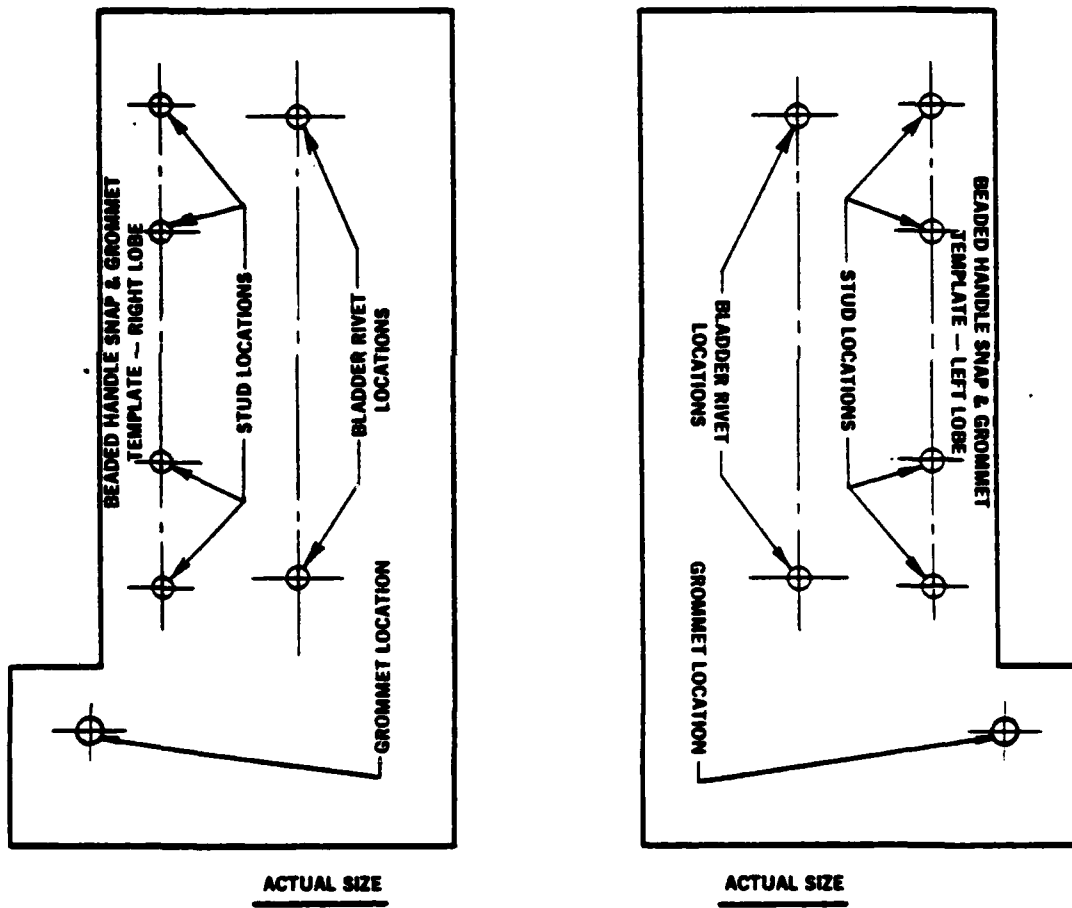 BEADED HANDLE SNAP & GROMMET
TEMPLATE – RIGHT LOBE
STUD LOCATIONS
BLADDER RIVET
LOCATIONS
GROMMET LOCATION
ACTUAL SIZE
BEADED HANDLE SNAP & GROMMET
TEMPLATE – LEFT LOBE
STUD LOCATIONS
BLADDER RIVET
LOCATIONS
GROMMET LOCATION
ACTUAL SIZE